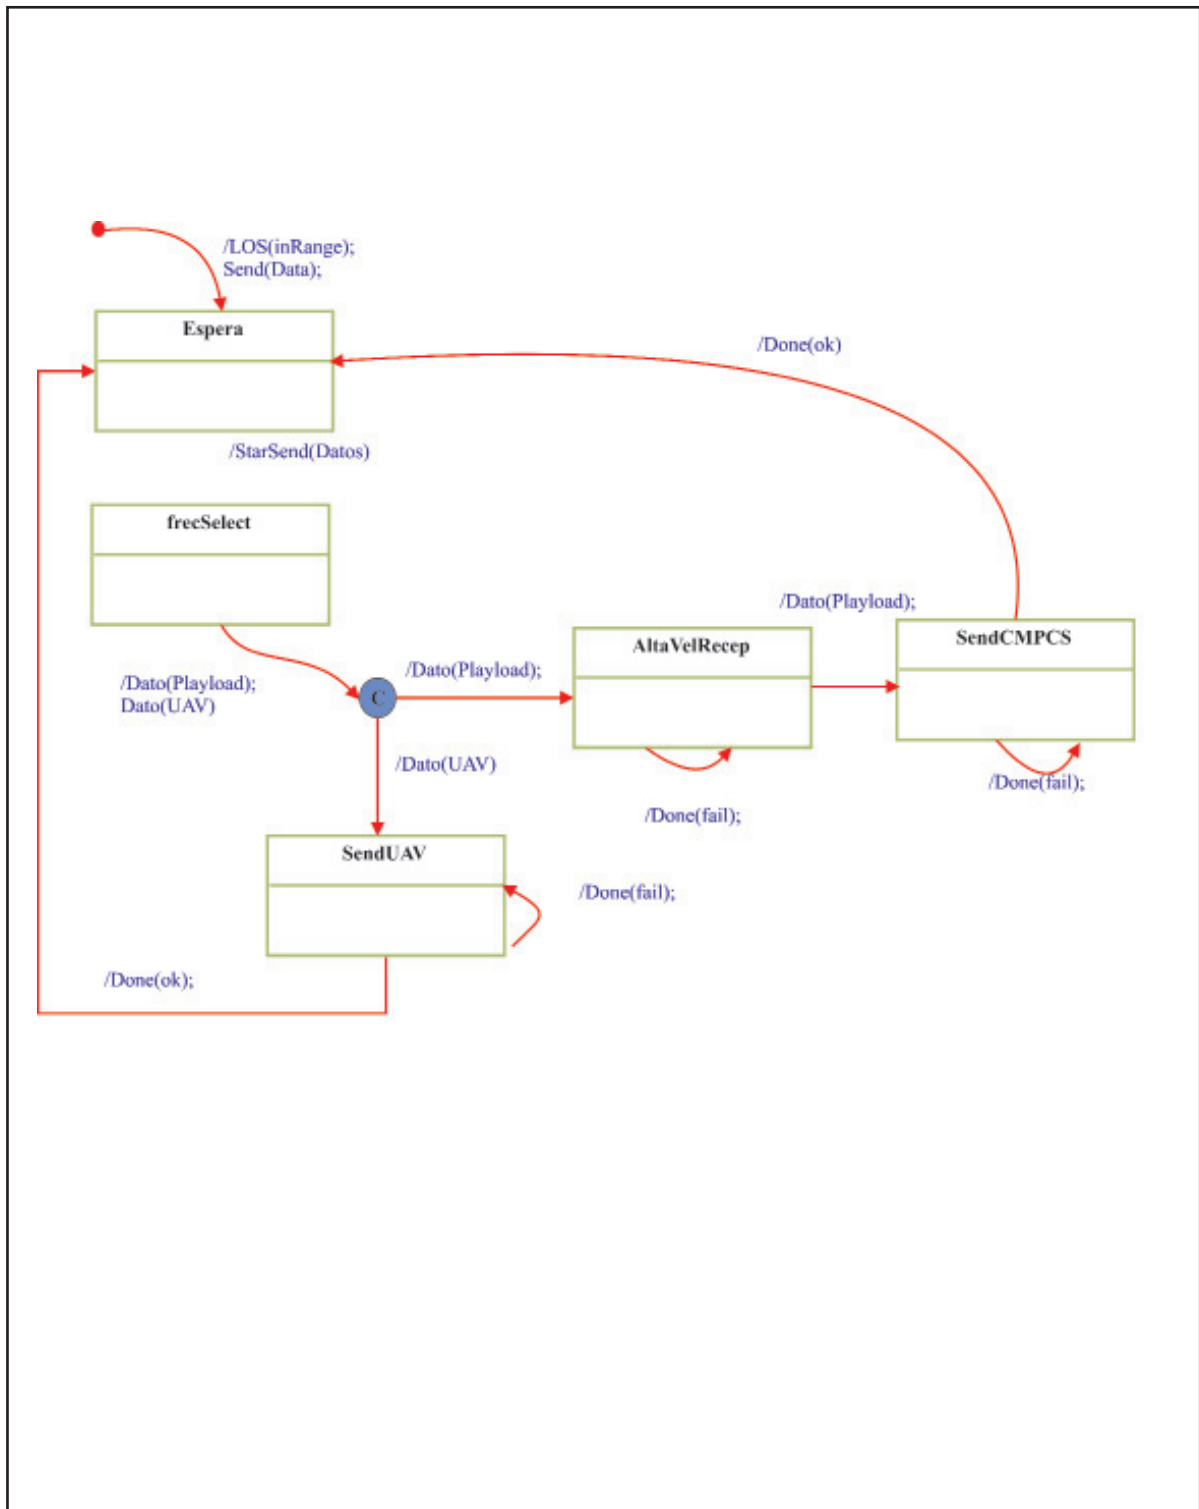 /LOS(inRange);
Send(Data);
Espera
/Done(ok)
/StarSend(Datos)
frecSelect
/Dato(Playload);
SendCMPCS
AltaVelRecep
/Dato(Playload);
/Dato(Playload);
Dato(UAV)
C
/Dato(UAV)
/Done(fail);
/Done(fail);
SendUAV
/Done(fail);
/Done(ok);